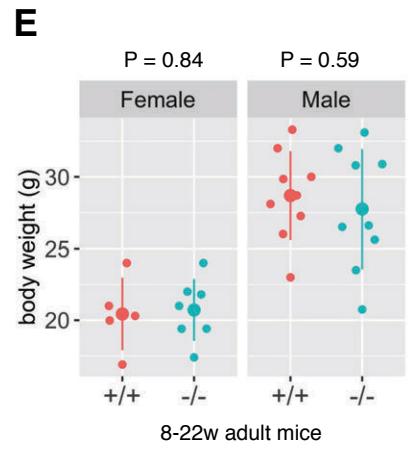 E
P = 0.84 P = 0.59
Female Male
body weight (g)
30
25
20
+/+ -/- +/+ -/-
8-22w adult mice